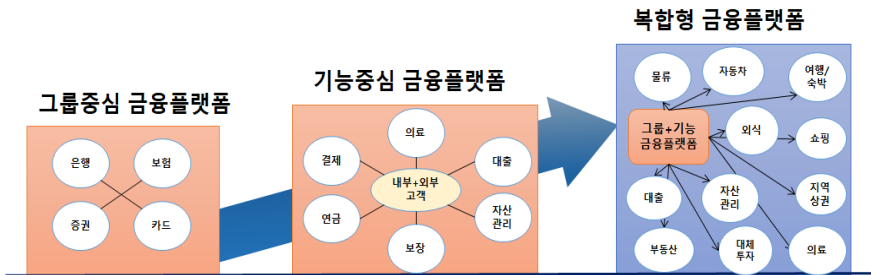 그룹중심 금융플랫폼
은행
보험
증권
카드
기능중심 금융플랫폼
의료
결제
대출
내부+외부
고객
연금
자산
관리
보장
복합형 금융플랫폼
물류
자동차
여행/
숙박
그룹+기능
금융플랫폼
외식
쇼핑
대출
자산
관리
지역
상권
부동산
대체
투자
의료